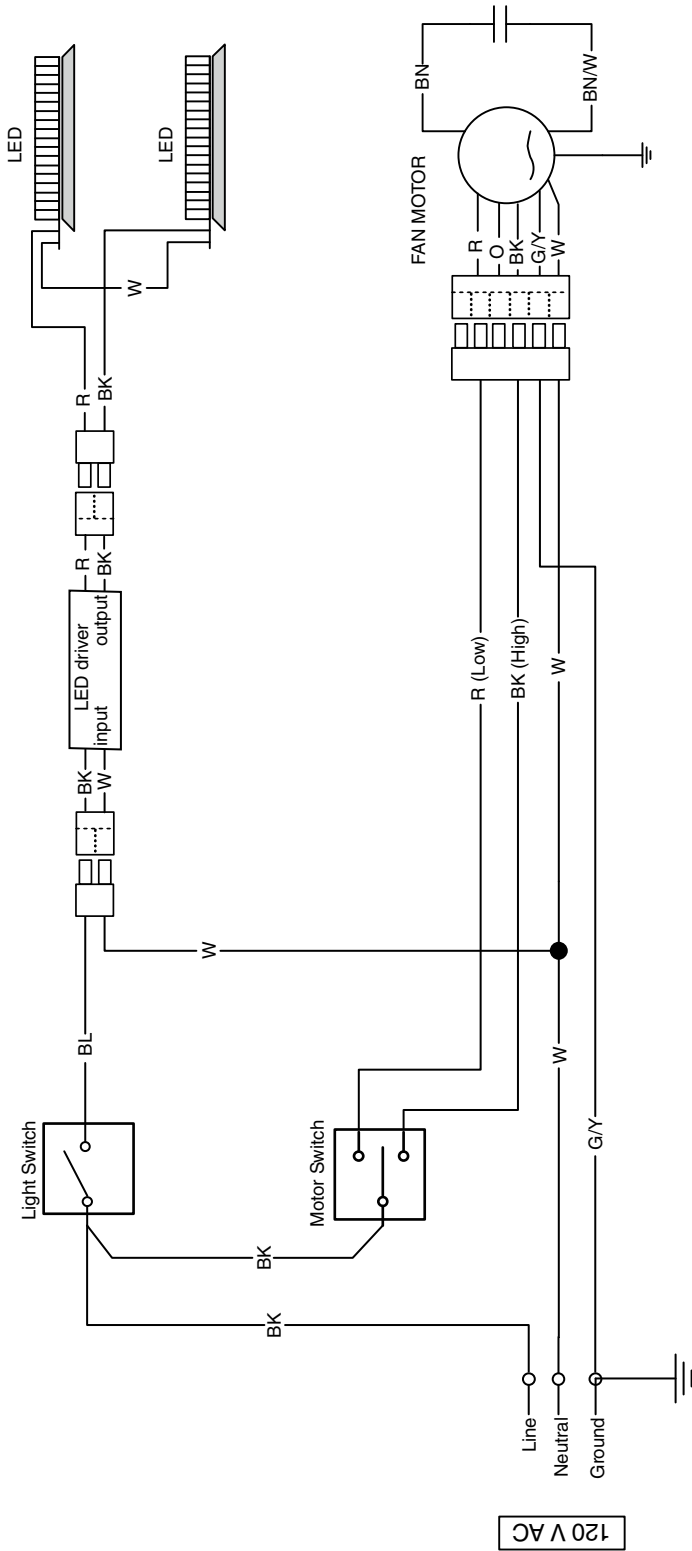 LED
LED
W
R
BK
R
BK
LED driver
input
output
BK
W
W
BL
Light Switch
Motor Switch
BK
BK
FAN MOTOR
BN
BN/W
R
O
BK
G/Y
W
R (Low)
BK (High)
W
W
G/Y
Line
Neutral
Ground
120 V AC